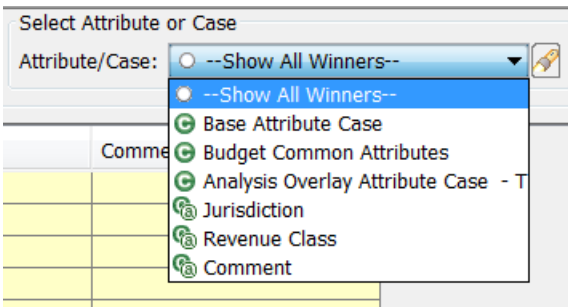 Select Attribute or Case
Attribute/Case: --Show All Winners--
--Show All Winners--
Base Attribute Case
Comme
Budget Common Attributes
Analysis Overlay Attribute Case - T
Jurisdiction
Revenue Class
Comment